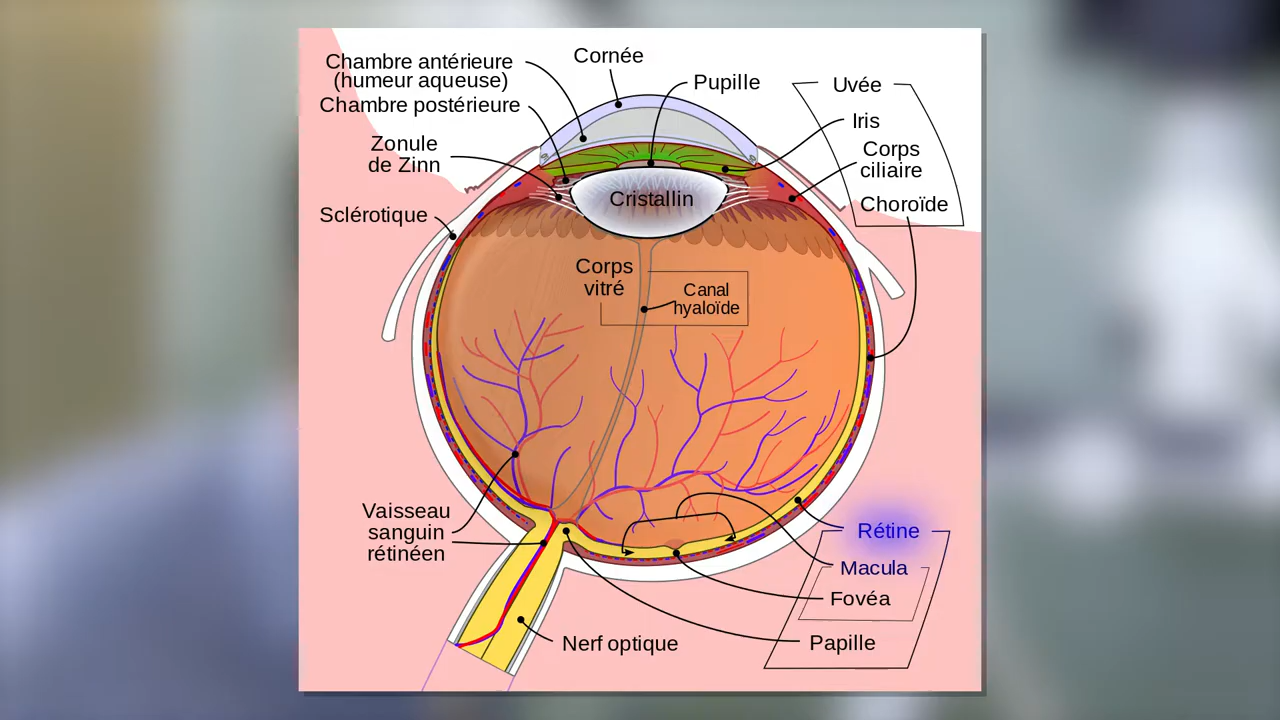 Chambre antérieure
(humeur aqueuse)
Chambre postérieure
Zonule
de Zinn
Sclérotique
Cornée
Pupille
Uvée
Iris
Corps
ciliaire
Choroïde
Cristallin
Corps
vitré
Canal
hyaloïde
Vaisseau
sanguin
rétinéen
Nerf optique
Rétine
Macula
Fovéa
Papille